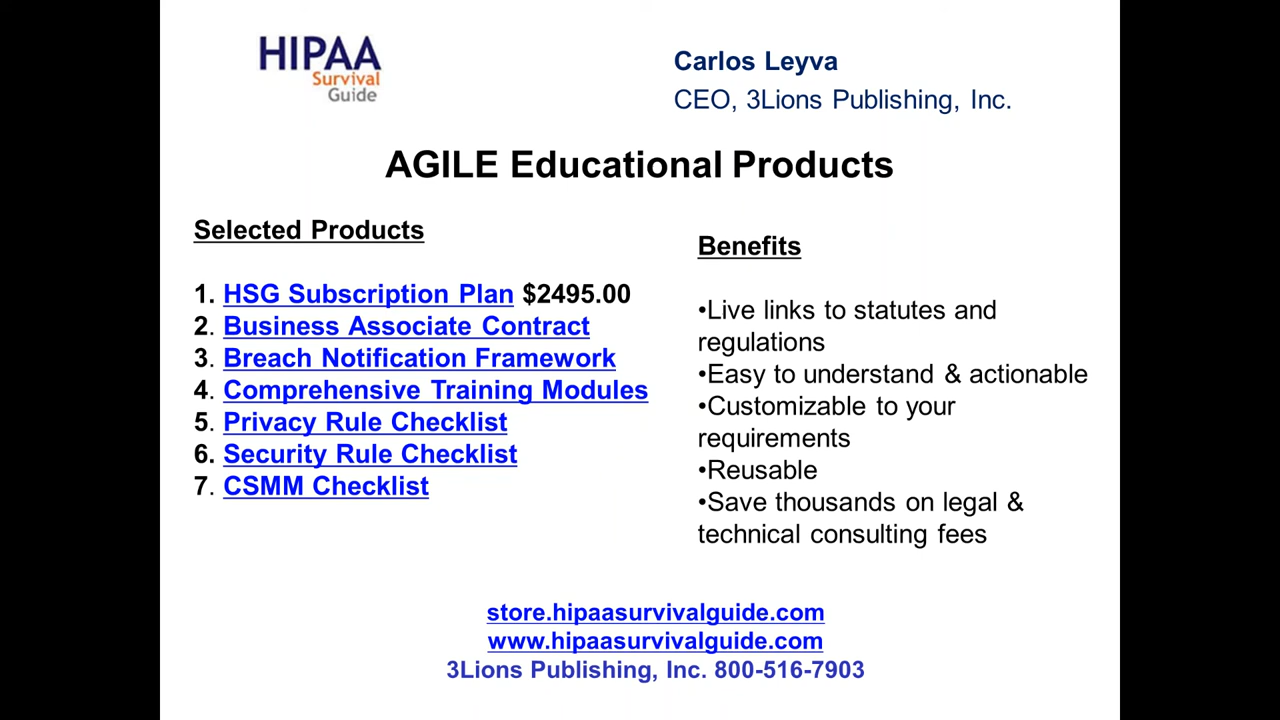 HIPAA
Survival
Guide
Carlos Leyva
CEO, 3Lions Publishing, Inc.
AGILE Educational Products
Selected Products
1. HSG Subscription Plan $2495.00
2. Business Associate Contract
3. Breach Notification Framework
4. Comprehensive Training Modules
5. Privacy Rule Checklist
6. Security Rule Checklist
7. CSMM Checklist
Benefits
•Live links to statutes and
regulations
•Easy to understand & actionable
•Customizable to your
requirements
•Reusable
•Save thousands on legal &
technical consulting fees
store.hipaasurvivalguide.com
www.hipaasurvivalguide.com
3Lions Publishing, Inc. 800-516-7903